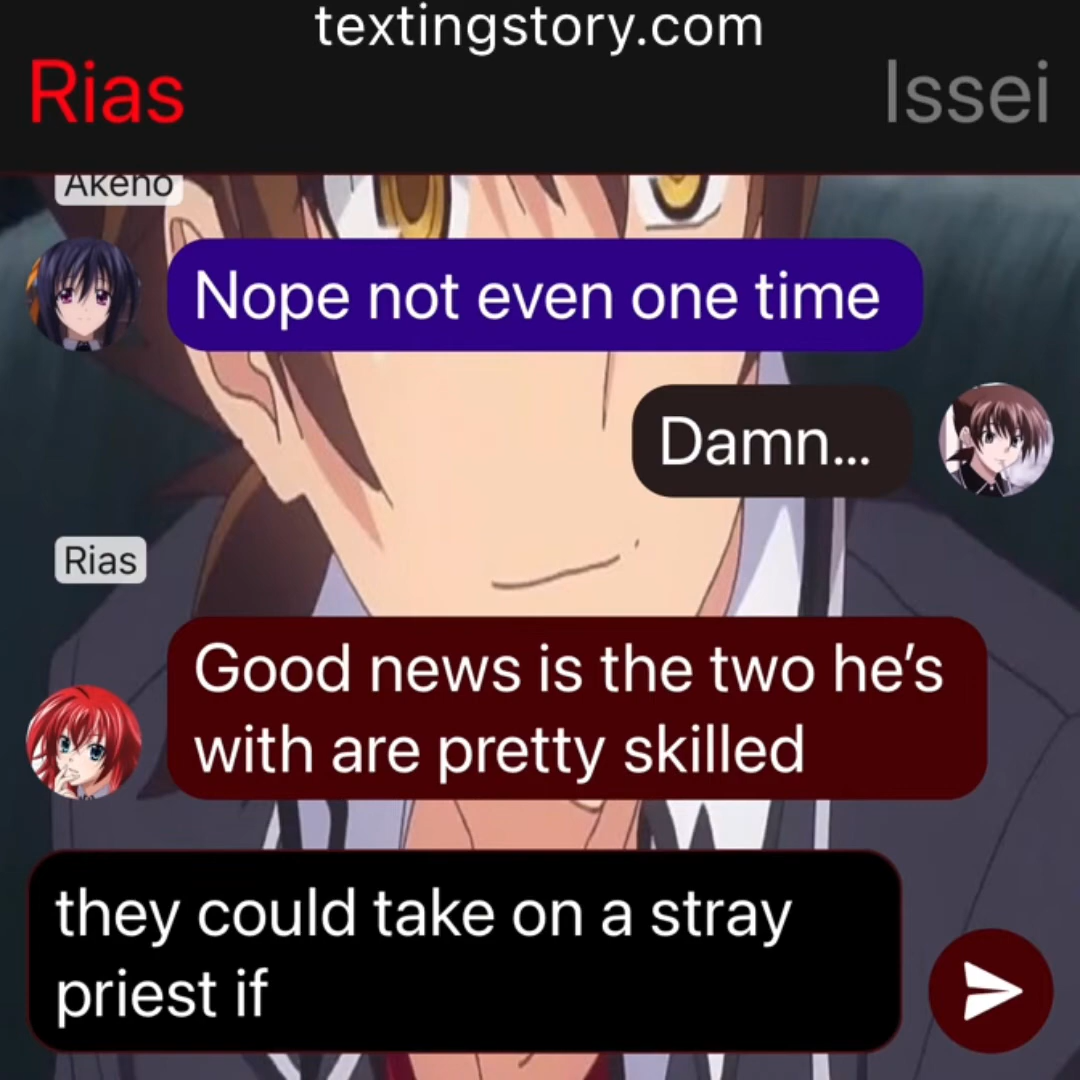 textingstory.com
Rias
Issei
Akeno
Nope not even one time
Damn...
Rias
Good news is the two he’s
with are pretty skilled
they could take on a stray
priest if